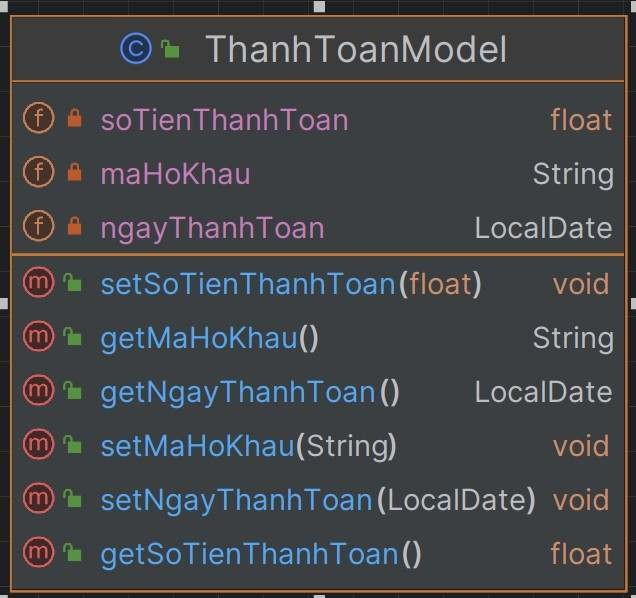 C ThanhToanModel
f soTienThanhToan float
f maHoKhau String
f ngayThanhToan LocalDate
m setSoTienThanhToan(float) void
m getMaHoKhau() String
m getNgayThanhToan() LocalDate
m setMaHoKhau(String) void
m setNgayThanhToan(LocalDate) void
m getSoTienThanhToan() float